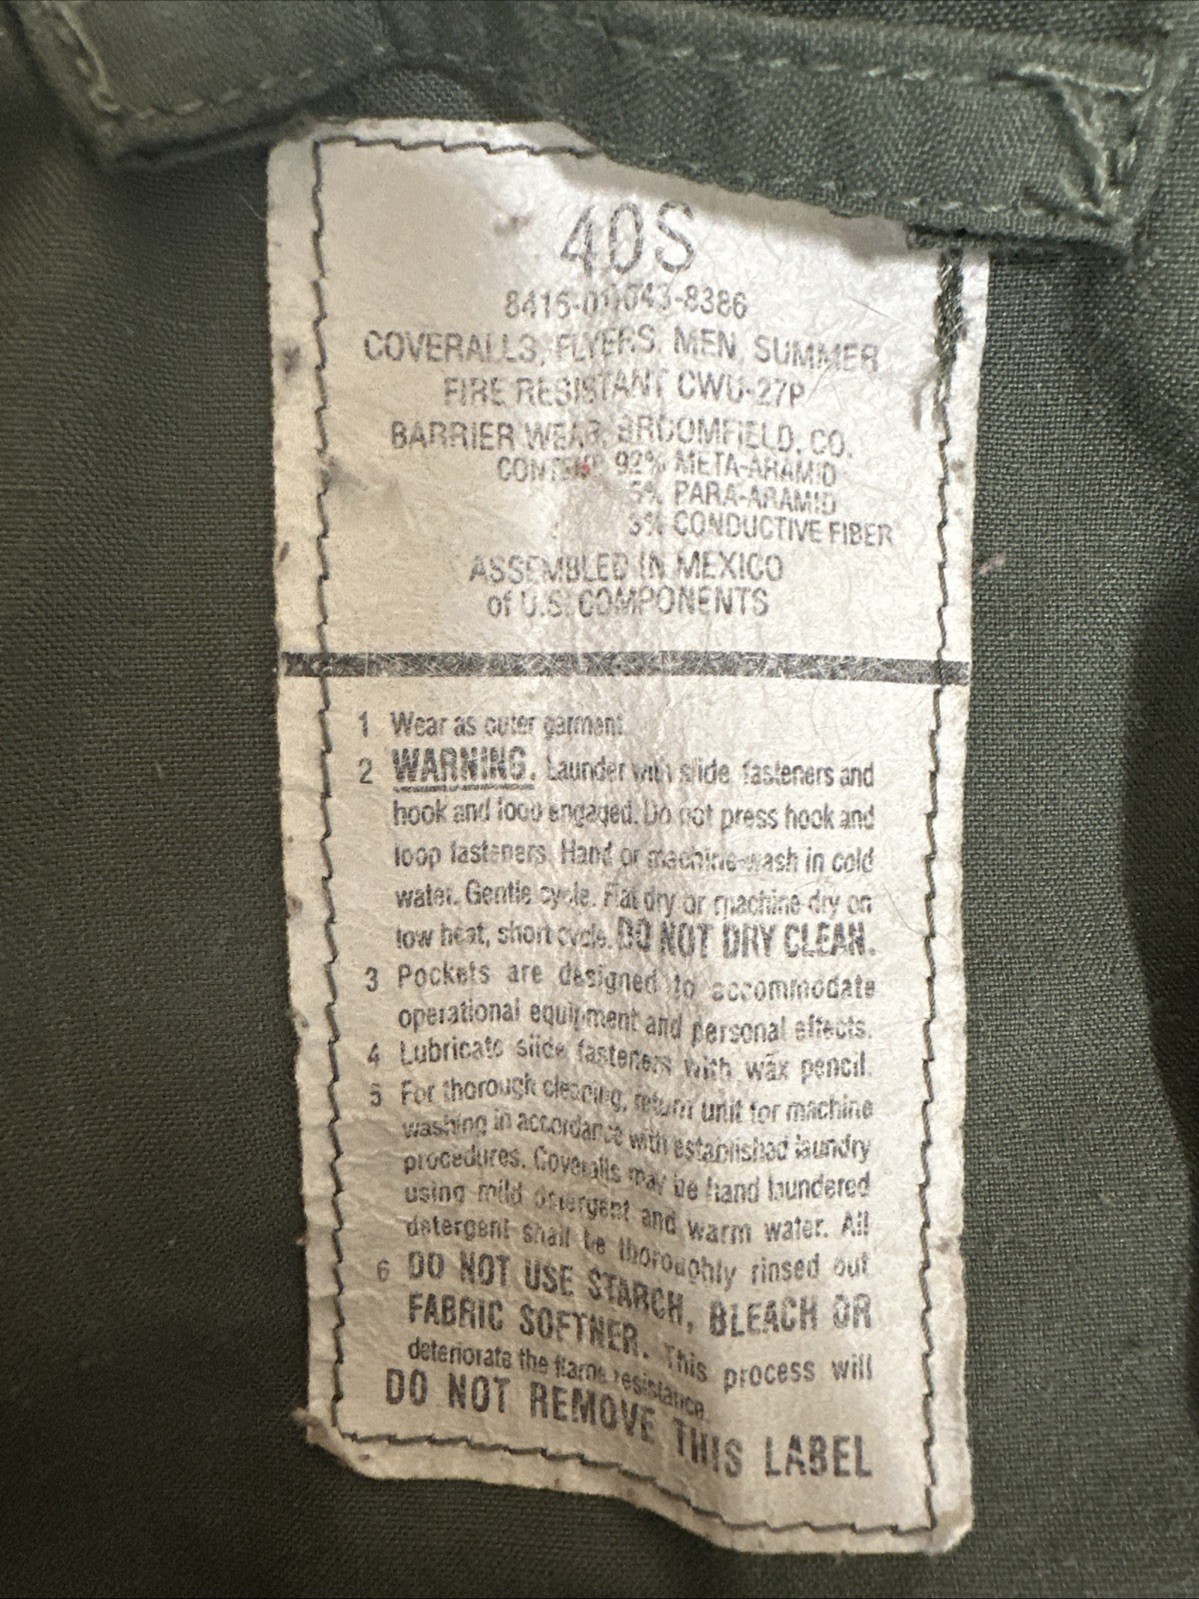 40S
8415-01-043-8386
COVERALLS, FLYERS, MEN, SUMMER
FIRE RESISTANT CWU-27P
BARRIER WEAR, BROOMFIELD, CO.
CONTENT 92% META-ARAMID
5% PARA-ARAMID
3% CONDUCTIVE FIBER
ASSEMBLED IN MEXICO
of U.S. COMPONENTS
1 Wear as outer garment.
2 WARNING. Launder with slide fasteners and
hook and loop engaged. Do not press hook and
loop fasteners. Hand or machine wash in cold
water. Gentle cycle. Flat dry or machine dry on
low heat, short cycle. DO NOT DRY CLEAN.
3 Pockets are designed to accommodate
operational equipment and personal effects.
4 Lubricate slide fasteners with wax pencil.
5 For thorough cleaning, return unit for machine
washing in accordance with established laundry
procedures. Coveralls may be hand laundered
using mild detergent and warm water. All
detergent shall be thoroughly rinsed out
6 DO NOT USE STARCH, BLEACH OR
FABRIC SOFTNER. This process will
deteriorate the flame resistance.
DO NOT REMOVE THIS LABEL